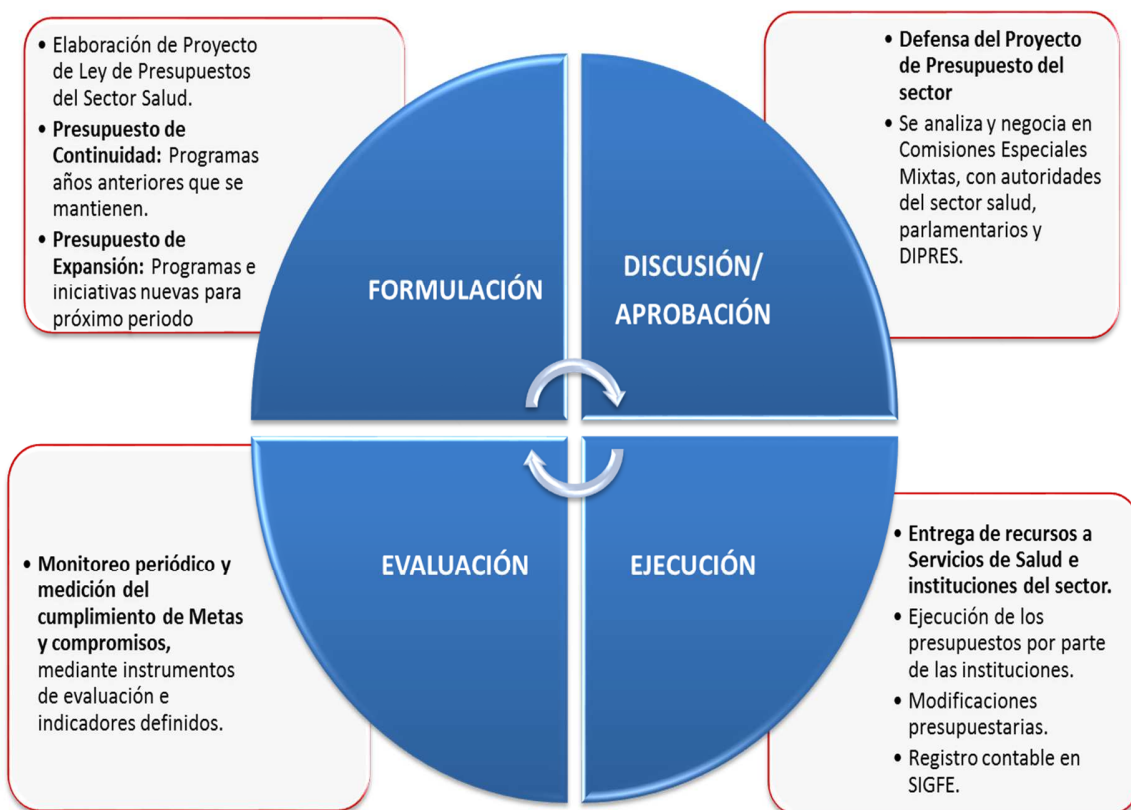 • Elaboración de Proyecto
de Ley de Presupuestos
del Sector Salud.
• Presupuesto de
Continuidad: Programas
años anteriores que se
mantienen.
• Presupuesto de
Expansión: Programas e
iniciativas nuevas para
próximo periodo
• Defensa del Proyecto
de Presupuesto del
sector
• Se analiza y negocia en
Comisiones Especiales
Mixtas, con autoridades
del sector salud,
parlamentarios y
DIPRES.
FORMULACIÓN
DISCUSIÓN/
APROBACIÓN
EVALUACIÓN
EJECUCIÓN
• Monitoreo periódico y
medición del
cumplimiento de Metas
y compromisos,
mediante instrumentos
de evaluación e
indicadores definidos.
• Entrega de recursos a
Servicios de Salud e
instituciones del sector.
• Ejecución de los
presupuestos por parte
de las instituciones.
• Modificaciones
presupuestarias.
• Registro contable en
SIGFE.